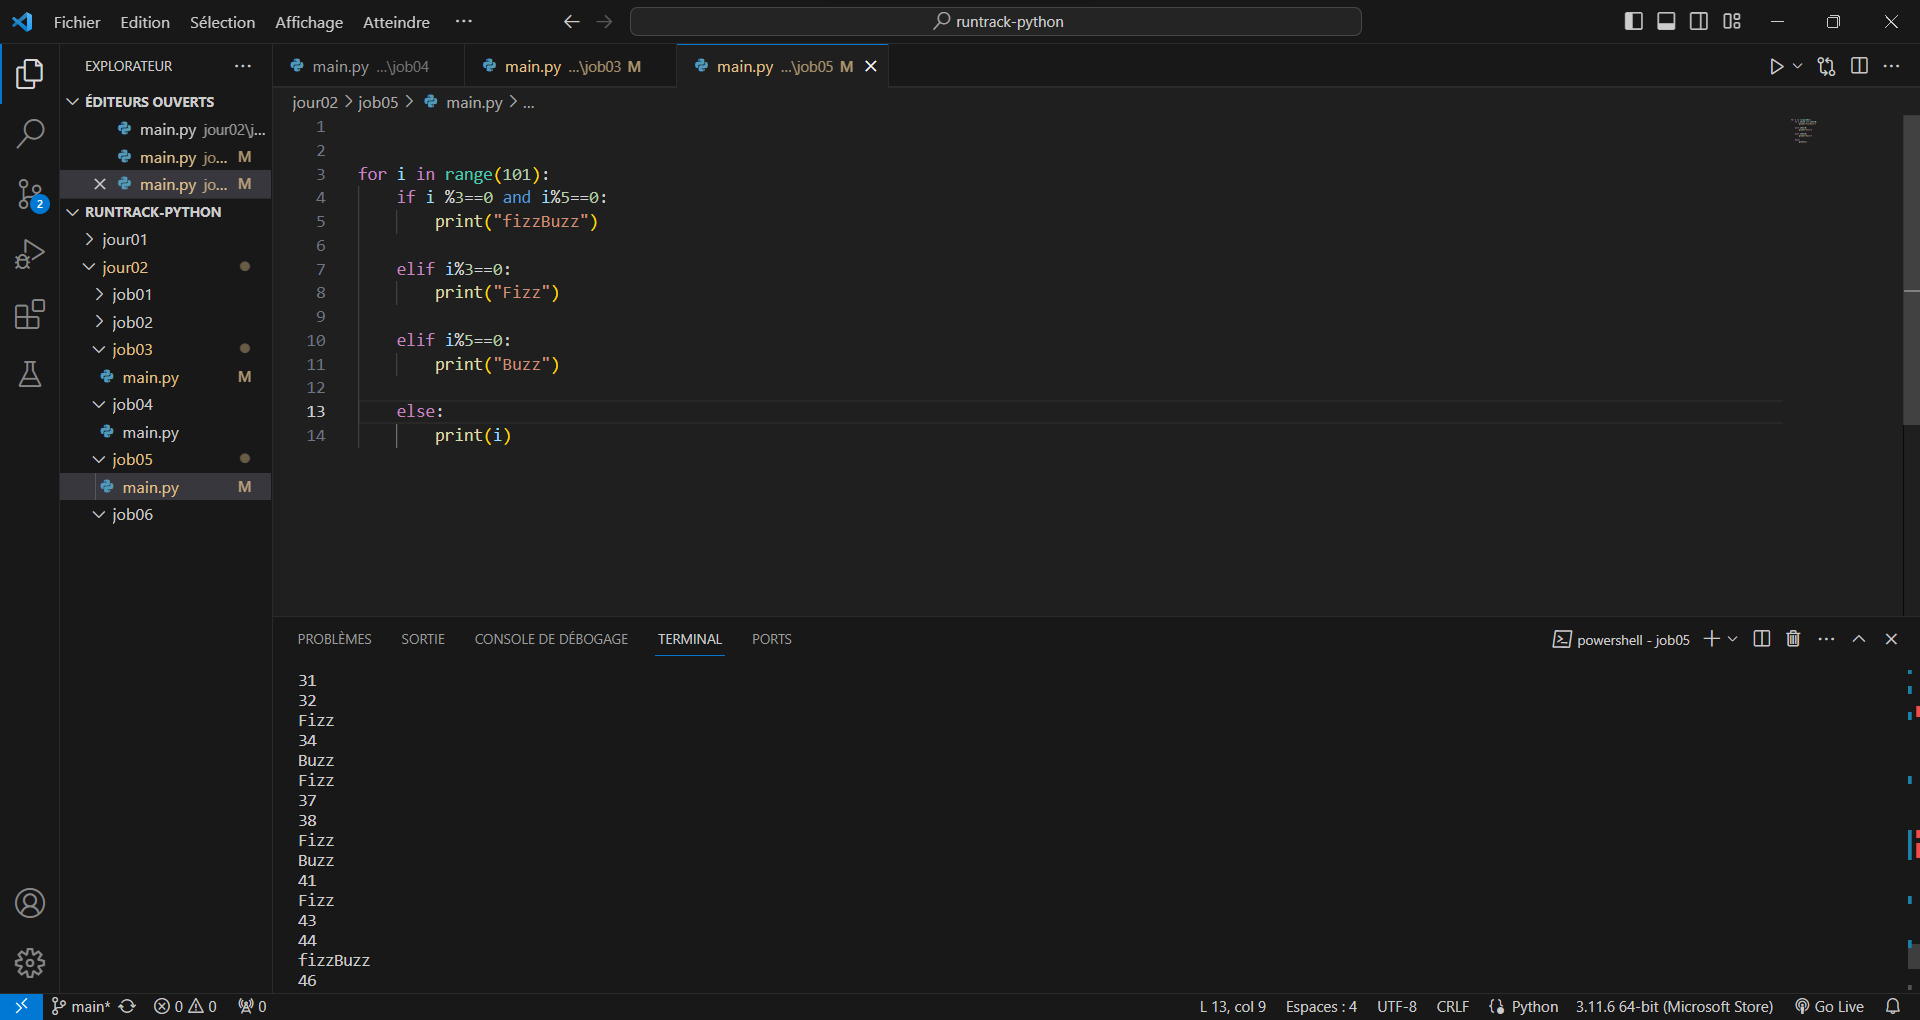 Fichier Edition Sélection Affichage Atteindre ··· runtrack-python
EXPLORATEUR ···
ÉDITEURS OUVERTS
main.py jour02\j...
main.py jo... M
main.py jo... M
RUNTRACK-PYTHON
jour01
jour02
job01
job02
job03
main.py M
job04
main.py
job05
main.py M
job06
main.py ...\job04
main.py ...\job03 M
main.py ...\job05 M
jour02 > job05 > main.py > ...
1
2
3 for i in range(101):
4 if i %3==0 and i%5==0:
5 print("fizzBuzz")
6
7 elif i%3==0:
8 print("Fizz")
9
10 elif i%5==0:
11 print("Buzz")
12
13 else:
14 print(i)
PROBLÈMES SORTIE CONSOLE DE DÉBOGAGE TERMINAL PORTS
powershell - job05
31
32
Fizz
34
Buzz
Fizz
37
38
Fizz
Buzz
41
Fizz
43
44
fizzBuzz
46
2
main* 0 0 0
L 13, col 9 Espaces : 4 UTF-8 CRLF Python 3.11.6 64-bit (Microsoft Store) Go Live